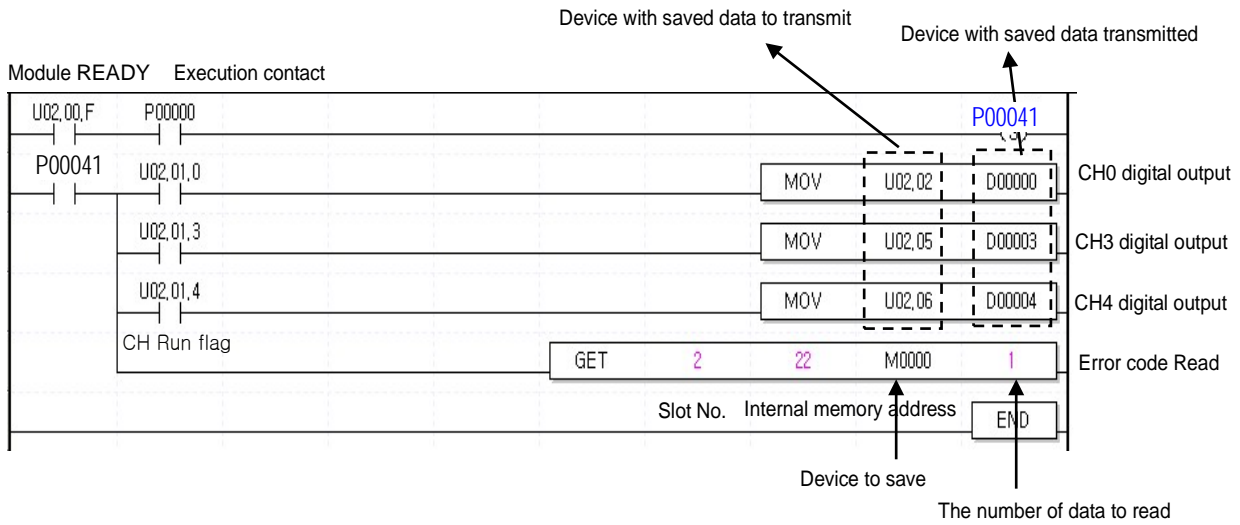 Device with saved data to transmit
Device with saved data transmitted
Module READY Execution contact
U02,00,F P00000 P00041
(S)
P00041 U02,01,0 MOV U02,02 D00000 CH0 digital output
U02,01,3 MOV U02,05 D00003 CH3 digital output
U02,01,4 MOV U02,06 D00004 CH4 digital output
CH Run flag
GET 2 22 M0000 1 Error code Read
Slot No. Internal memory address END
Device to save
The number of data to read